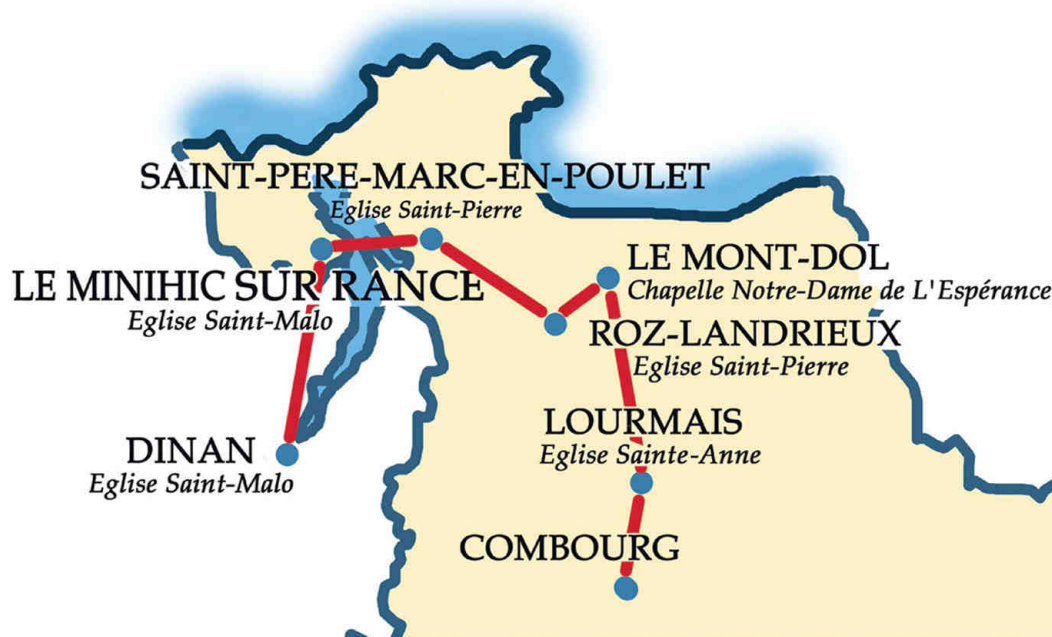 SAINT-PERE-MARC-EN-POULET
Eglise Saint-Pierre
LE MONT-DOL
Chapelle Notre-Dame de L'Espérance
LE MINIHIC SUR RANCE
Eglise Saint-Malo
ROZ-LANDRIEUX
Eglise Saint-Pierre
LOURMAIS
Eglise Sainte-Anne
DINAN
Eglise Saint-Malo
COMBOURG